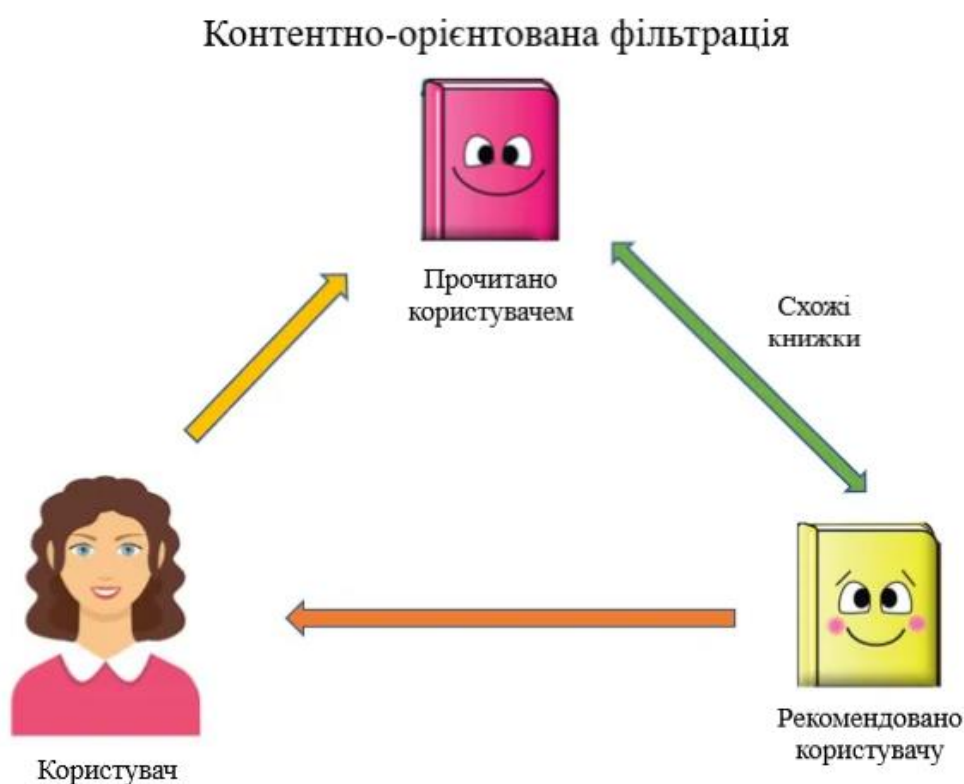 Контентно-орієнтована фільтрація
Прочитано
користувачем
Схожі
книжки
Рекомендовано
користувачу
Користувач